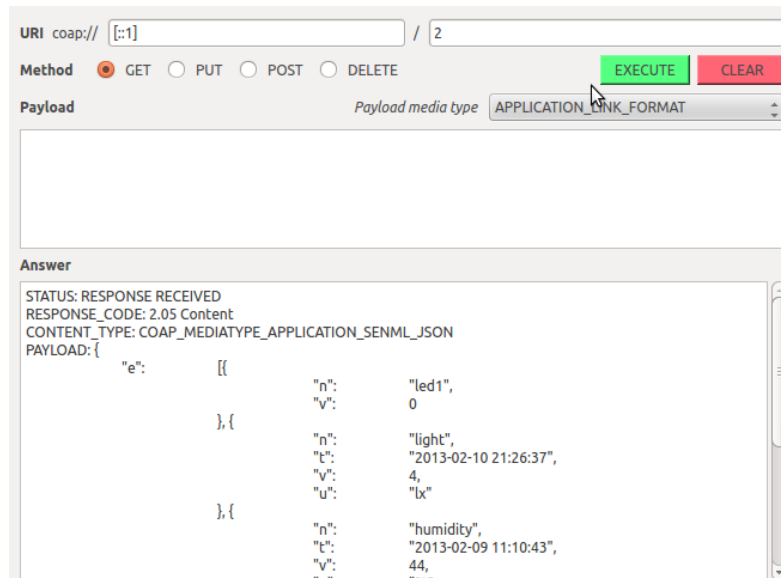 URI coap:// [::1] / 2
Method GET PUT POST DELETE EXECUTE CLEAR
Payload Payload media type APPLICATION_LINK_FORMAT
Answer
STATUS: RESPONSE RECEIVED
RESPONSE_CODE: 2.05 Content
CONTENT_TYPE: COAP_MEDIATYPE_APPLICATION_SENML_JSON
PAYLOAD: {
"e": [{
"n": "led1",
"v": 0
}, {
"n": "light",
"t": "2013-02-10 21:26:37",
"v": 4,
"u": "lx"
}, {
"n": "humidity",
"t": "2013-02-09 11:10:43",
"v": 44,